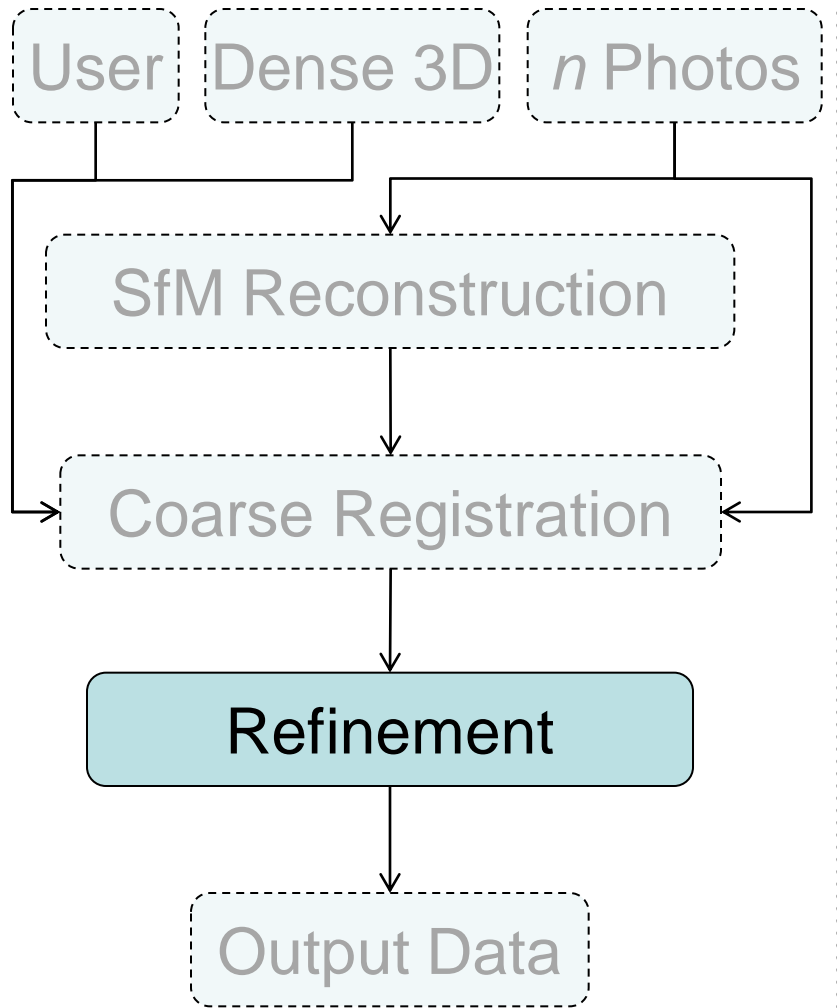 User
Dense 3D
n Photos
SfM Reconstruction
Coarse Registration
Refinement
Output Data